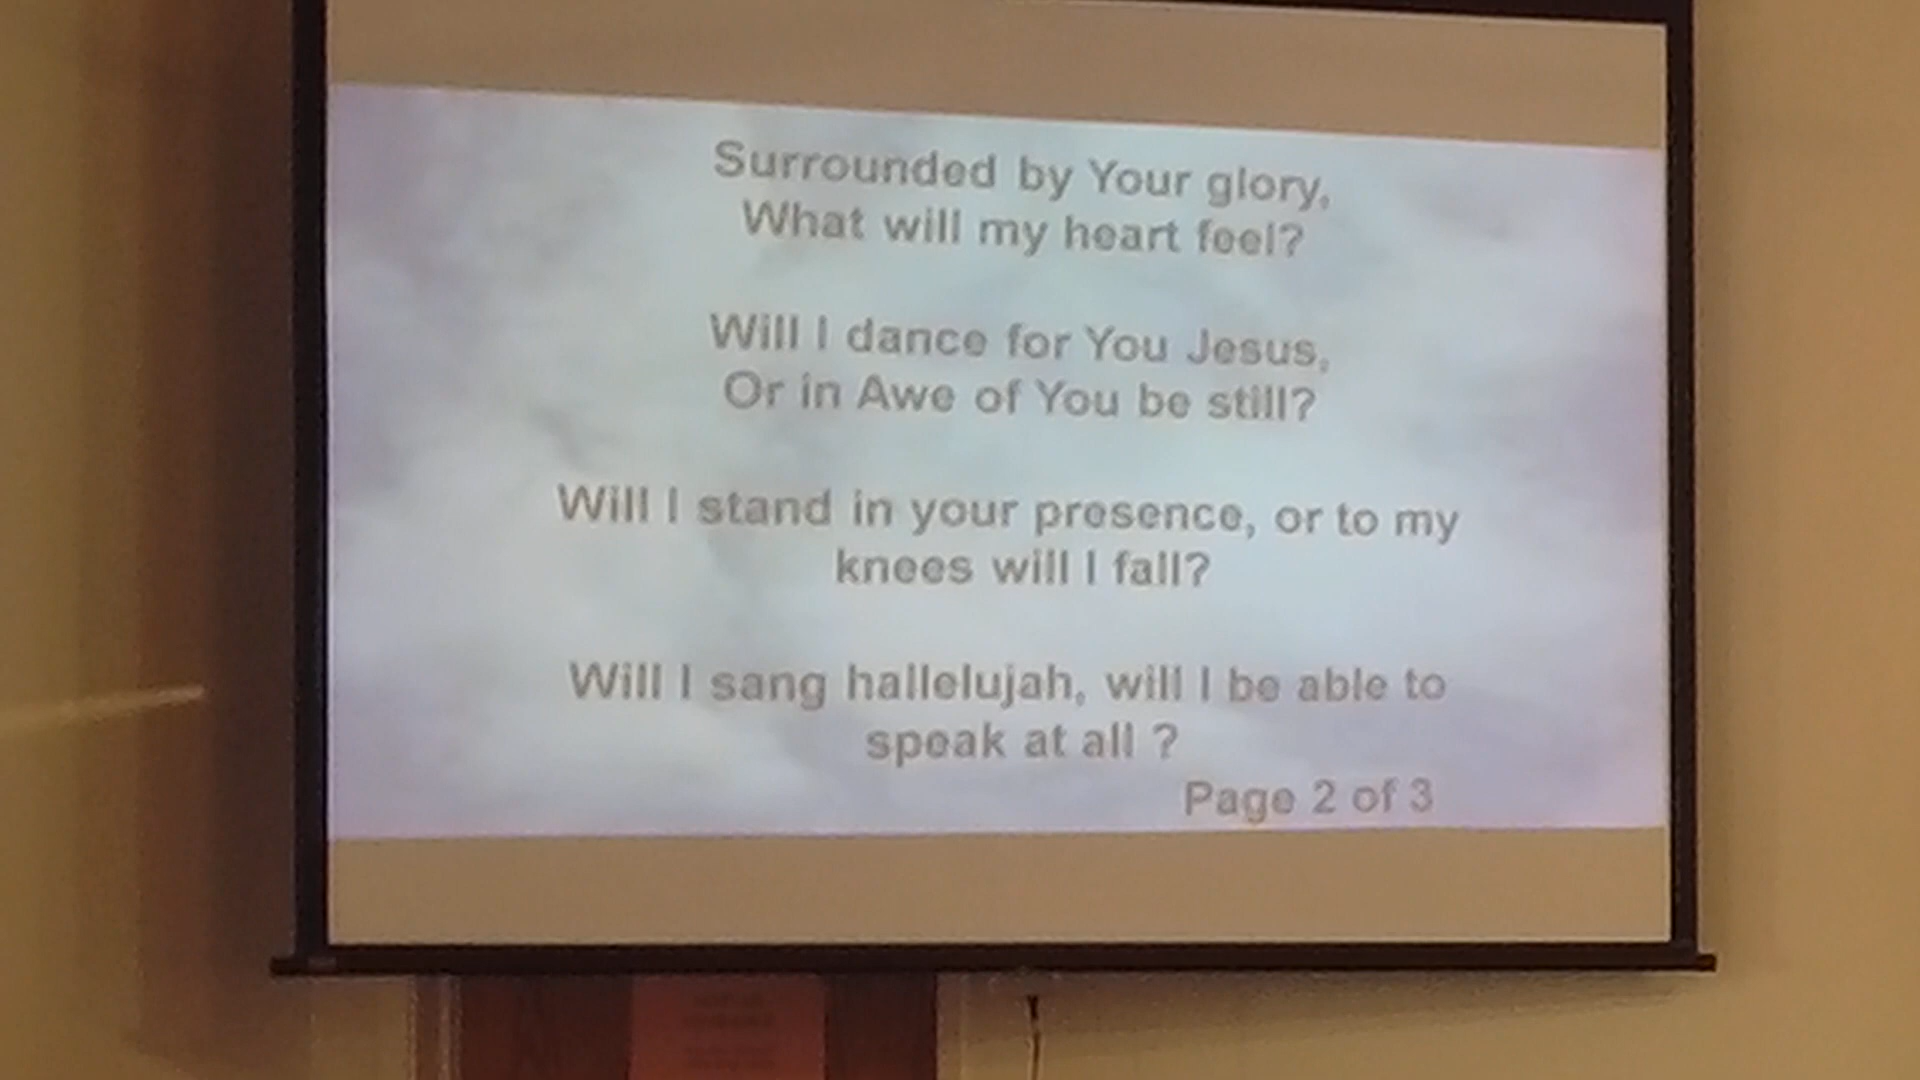 Surrounded by Your glory,
What will my heart feel?
Will I dance for You Jesus,
Or in Awe of You be still?
Will I stand in your presence, or to my
knees will I fall?
Will I sang hallelujah, will I be able to
speak at all ?
Page 2 of 3